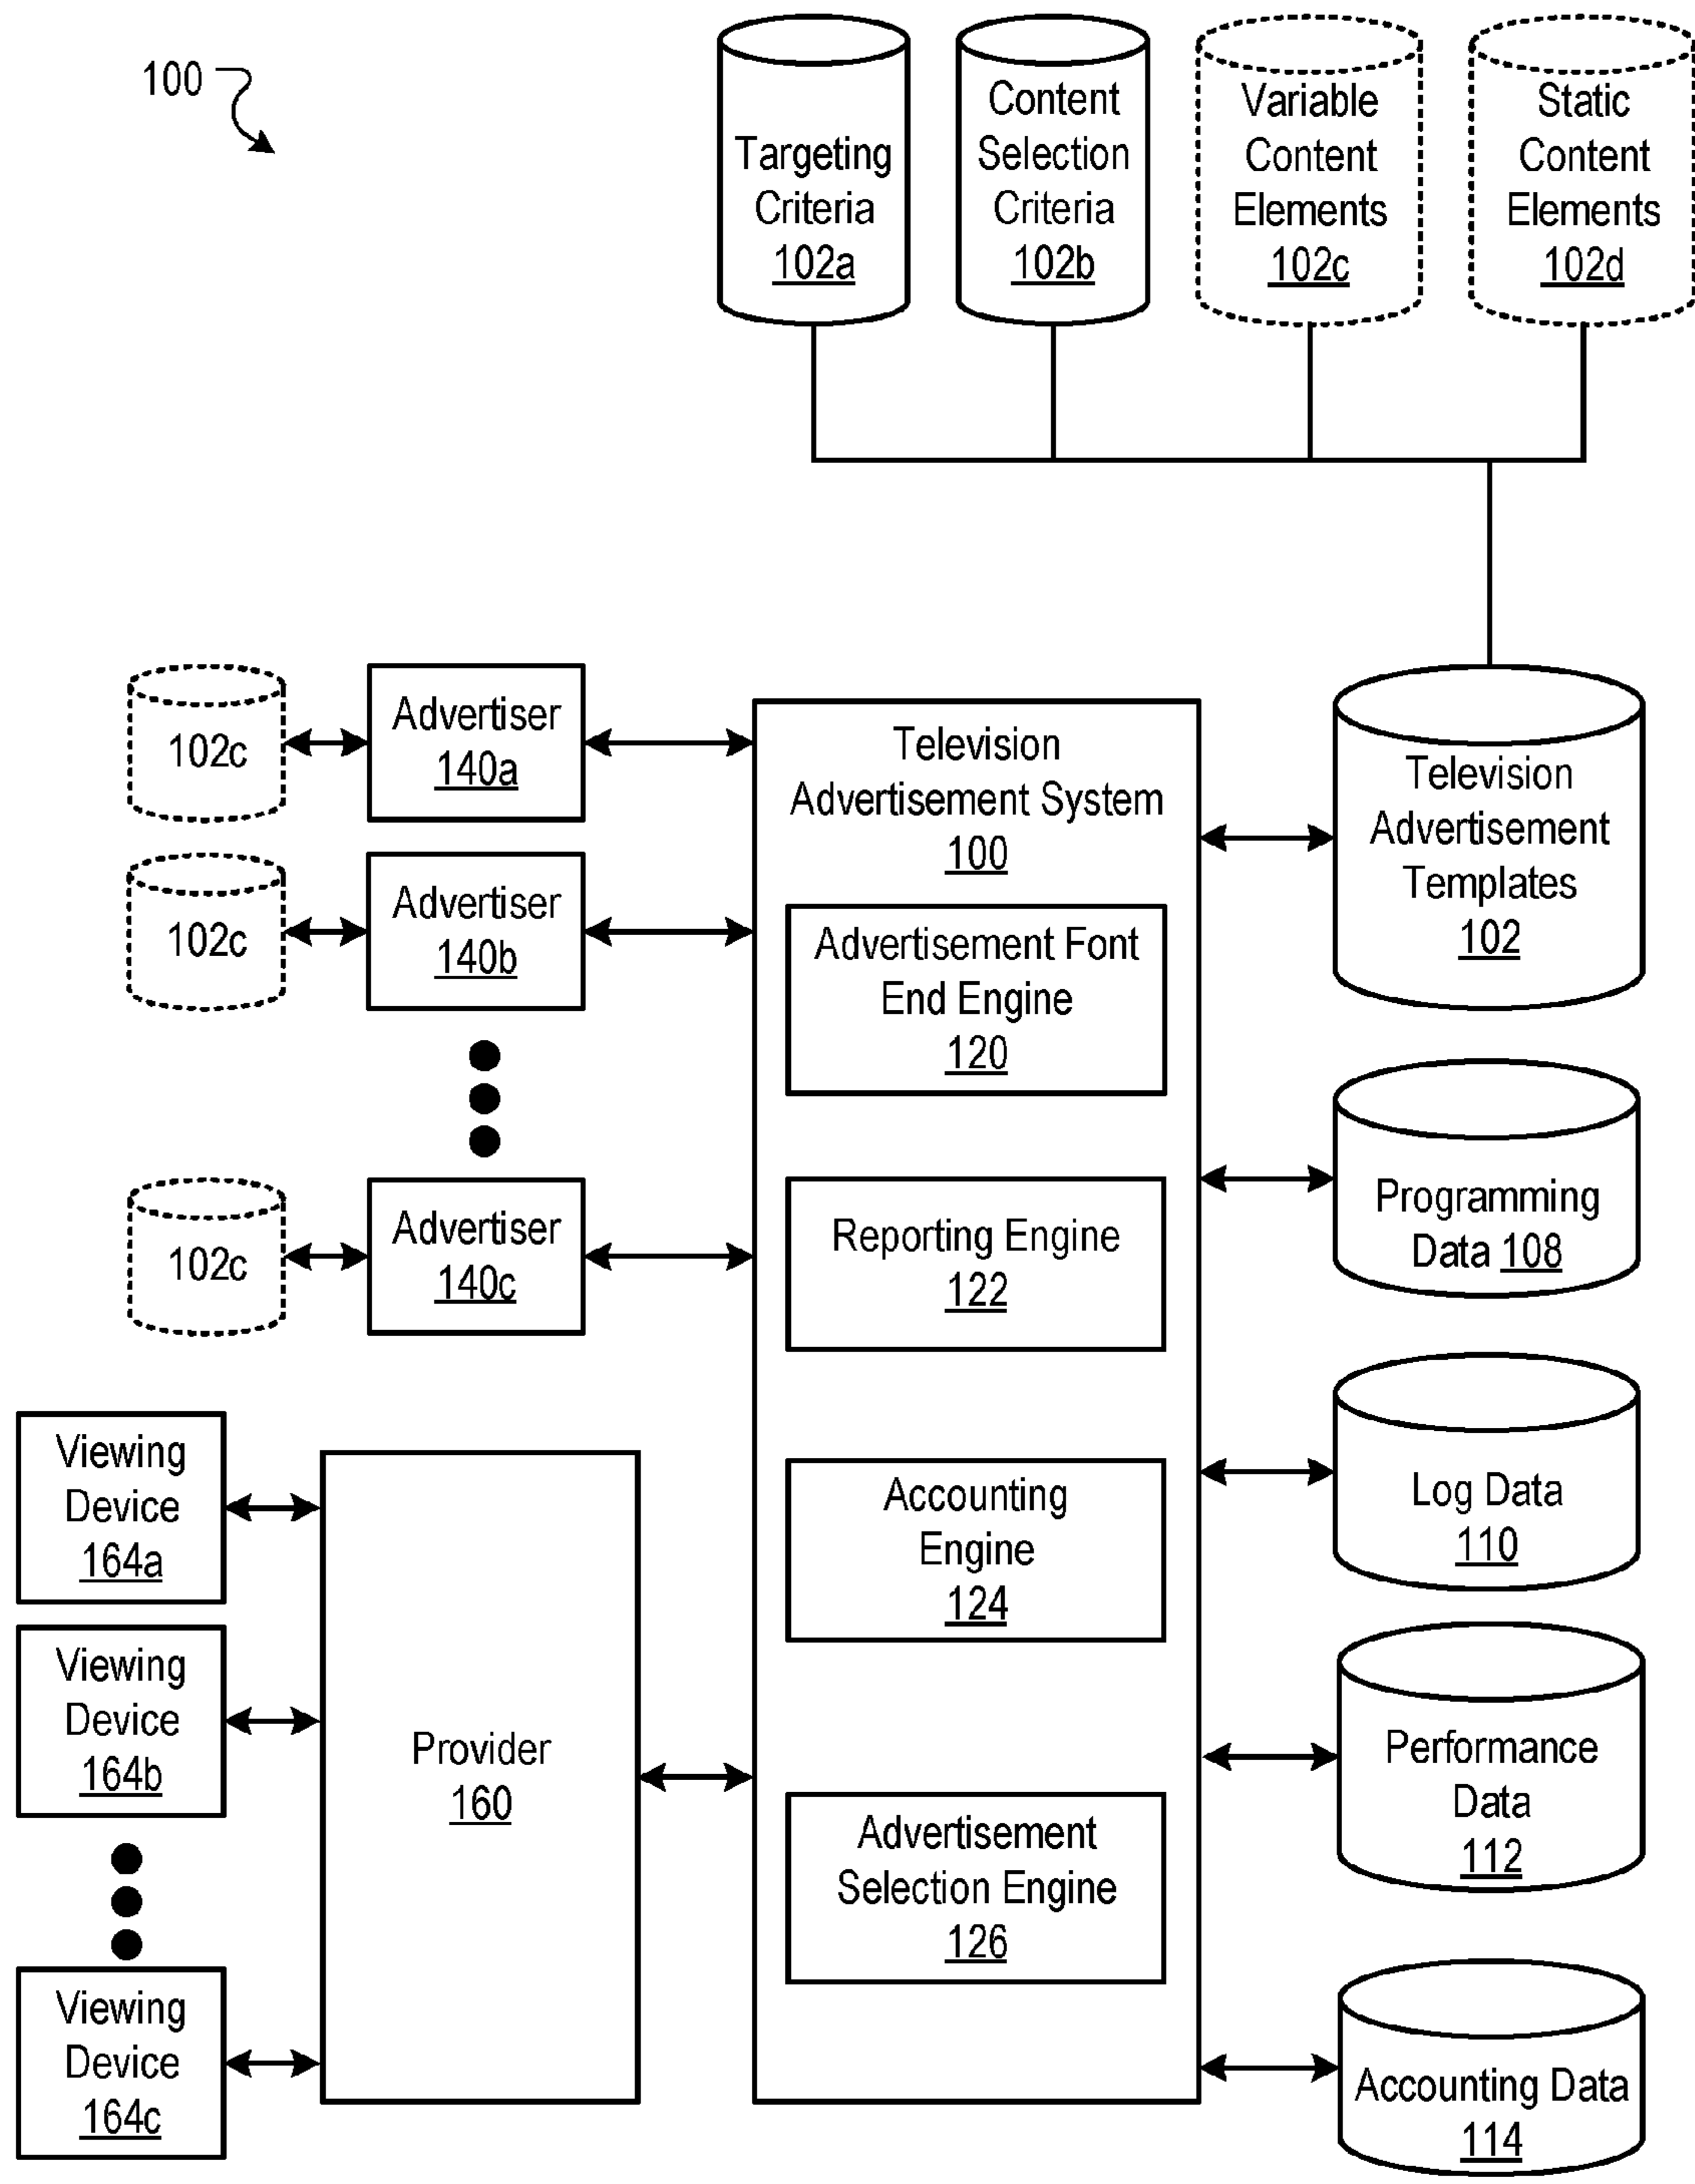 100
Targeting
Criteria
102a
Content
Selection
Criteria
102b
Variable
Content
Elements
102c
Static
Content
Elements
102d
102c
Advertiser
140a
102c
Advertiser
140b
102c
Advertiser
140c
Television
Advertisement System
100
Advertisement Font
End Engine
120
Reporting Engine
122
Accounting
Engine
124
Advertisement
Selection Engine
126
Television
Advertisement
Templates
102
Programming
Data 108
Log Data
110
Performance
Data
112
Accounting Data
114
Viewing
Device
164a
Viewing
Device
164b
Viewing
Device
164c
Provider
160